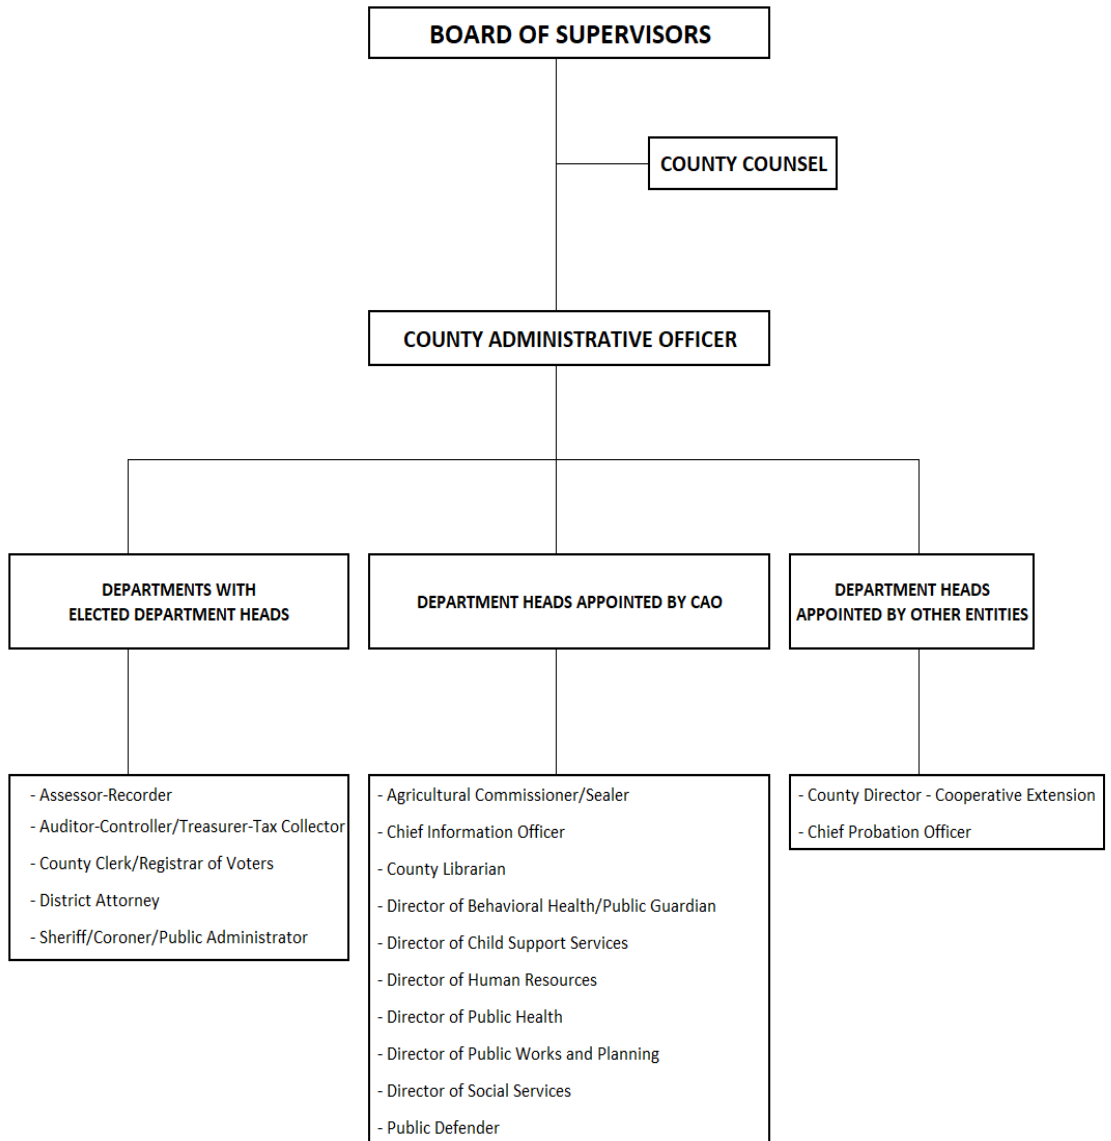 BOARD OF SUPERVISORS
COUNTY COUNSEL
COUNTY ADMINISTRATIVE OFFICER
DEPARTMENTS WITH
ELECTED DEPARTMENT HEADS
DEPARTMENT HEADS APPOINTED BY CAO
DEPARTMENT HEADS
APPOINTED BY OTHER ENTITIES
- Assessor-Recorder
- Auditor-Controller/Treasurer-Tax Collector
- County Clerk/Registrar of Voters
- District Attorney
- Sheriff/Coroner/Public Administrator
- Agricultural Commissioner/Sealer
- Chief Information Officer
- County Librarian
- Director of Behavioral Health/Public Guardian
- Director of Child Support Services
- Director of Human Resources
- Director of Public Health
- Director of Public Works and Planning
- Director of Social Services
- Public Defender
- County Director - Cooperative Extension
- Chief Probation Officer